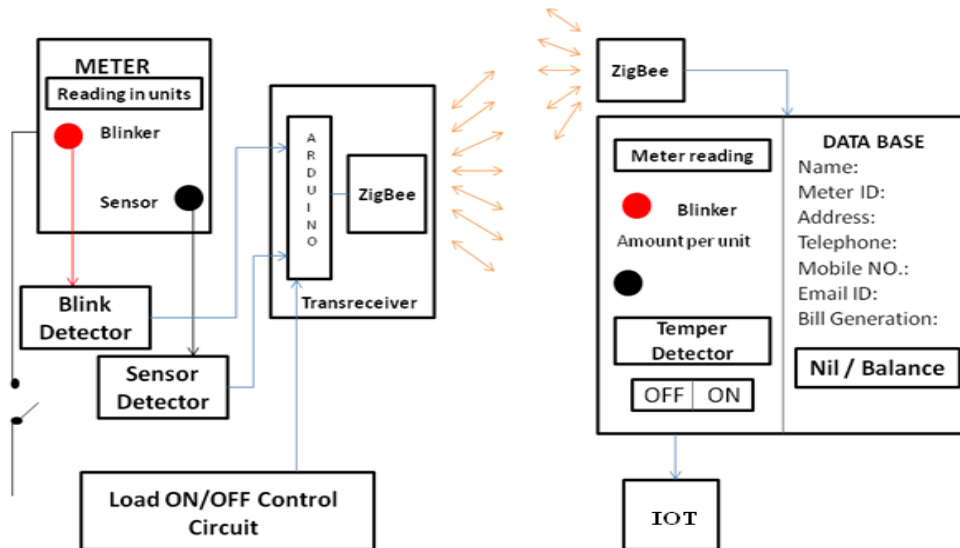 METER
Reading in units
Blinker
Sensor
Blink
Detector
Sensor
Detector
Load ON/OFF Control
Circuit
ARDUINO
ZigBee
Transreceiver
ZigBee
Meter reading
Blinker
Amount per unit
Temper
Detector
OFF ON
DATA BASE
Name:
Meter ID:
Address:
Telephone:
Mobile NO.:
Email ID:
Bill Generation:
Nil / Balance
IOT